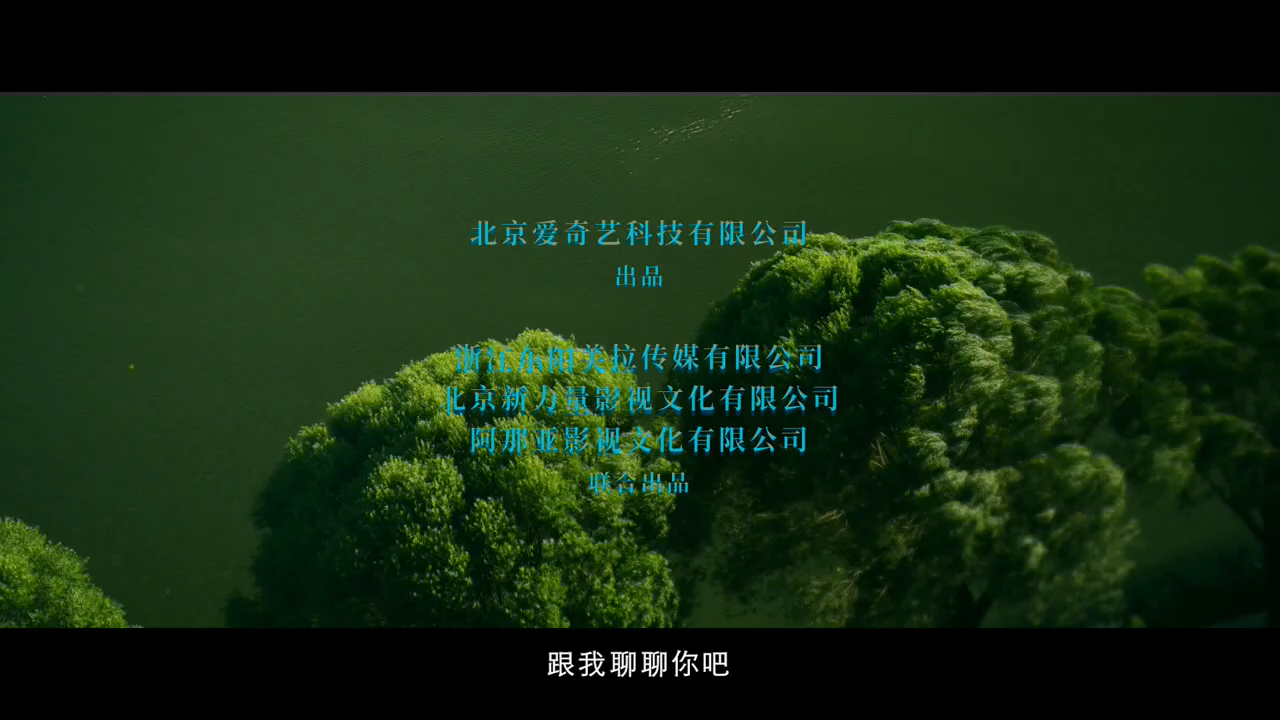 北京爱奇艺科技有限公司
出品
浙江东阳美拉传媒有限公司
北京新力量影视文化有限公司
阿那亚影视文化有限公司
联合出品
跟我聊聊你吧